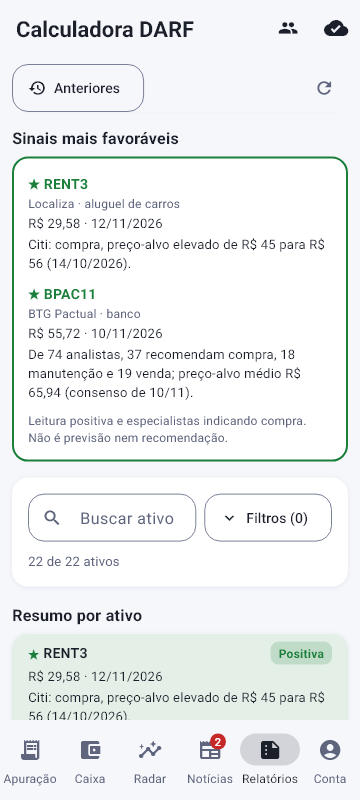 Calculadora DARF
Anteriores
Sinais mais favoráveis
★ RENT3
Localiza · aluguel de carros
R$ 29,58 · 12/11/2026
Citi: compra, preço-alvo elevado de R$ 45 para R$
56 (14/10/2026).
★ BPAC11
BTG Pactual · banco
R$ 55,72 · 10/11/2026
De 74 analistas, 37 recomendam compra, 18
manutenção e 19 venda; preço-alvo médio R$
65,94 (consenso de 10/11).
Leitura positiva e especialistas indicando compra.
Não é previsão nem recomendação.
Buscar ativo
Filtros (0)
22 de 22 ativos
Resumo por ativo
★ RENT3
Positiva
R$ 29,58 · 12/11/2026
Citi: compra, preço-alvo elevado de R$ 45 para R$
56 (14/10/2026).
2
Apuração
Caixa
Radar
Notícias
Relatórios
Conta